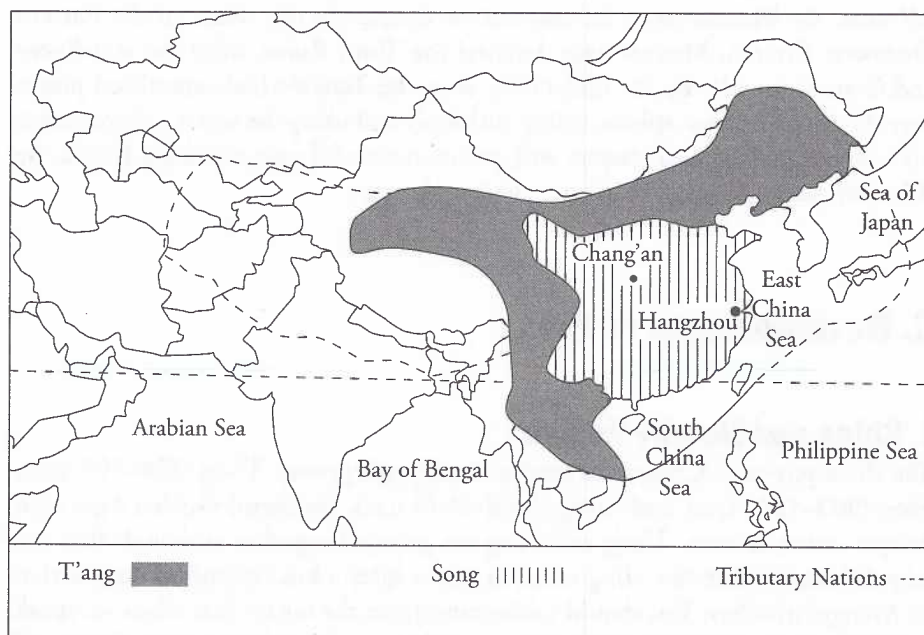 Sea of
Japan
Chang'an
East
China
Sea
Hangzhou
Arabian Sea
Bay of Bengal
South
China
Sea
Philippine Sea
T'ang
Song
Tributary Nations